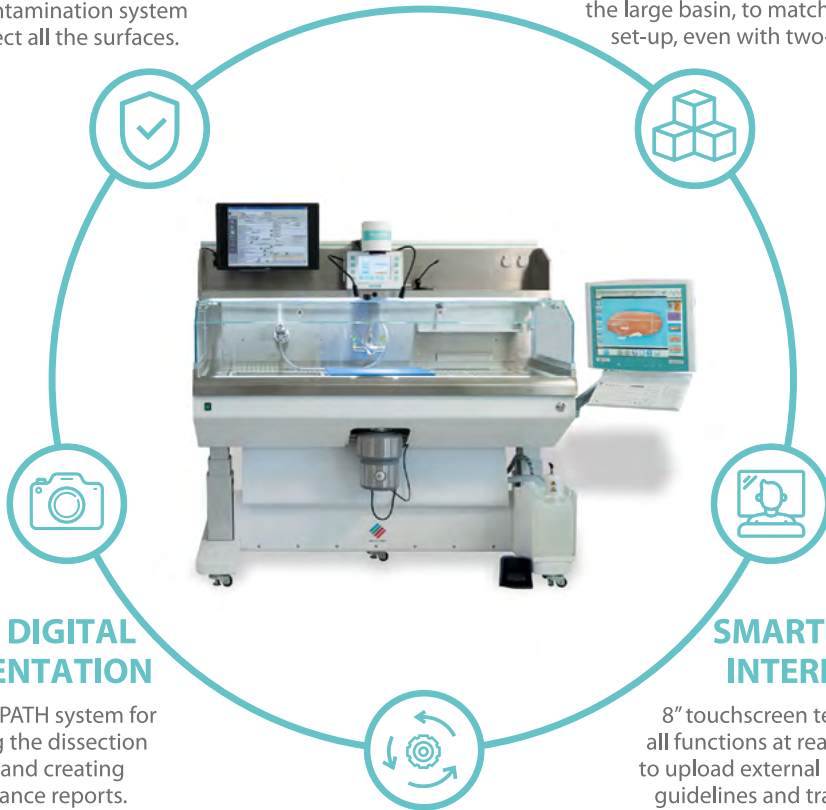 ntamination system
ect all the surfaces.
the large basin, to match
set-up, even with two-
DIGITAL
ENTATION
PATH system for
g the dissection
and creating
ance reports.
SMART
INTER
8” touchscreen te
all functions at rea
to upload external
guidelines and tra